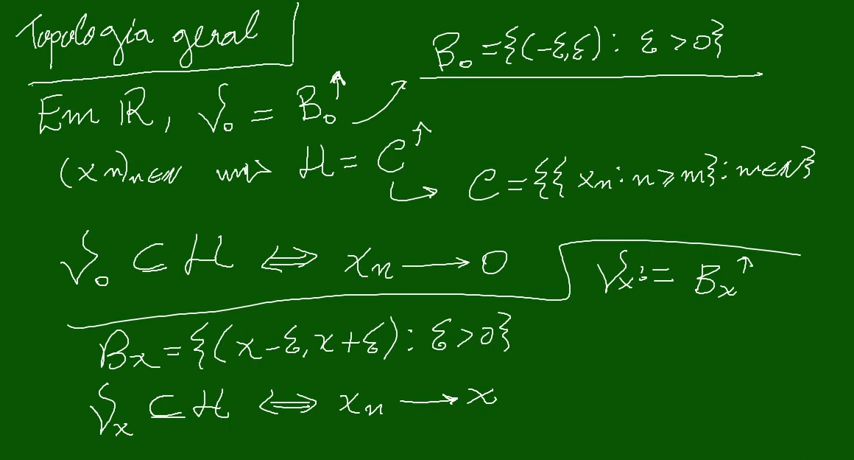 Topologia geral
B₀ = {(-ε,ε) : ε > 0}
Em ℝ, 𝒱₀ = B₀↑
(xn)n∈ℕ ⟿ H = C↑
C = {{xn : n ≥ m} : m ∈ ℕ}
𝒱₀ ⊆ H ⟺ xn → 0
𝒱x := Bx↑
Bx = {(x-ε, x+ε) : ε > 0}
𝒱x ⊆ H ⟺ xn → x